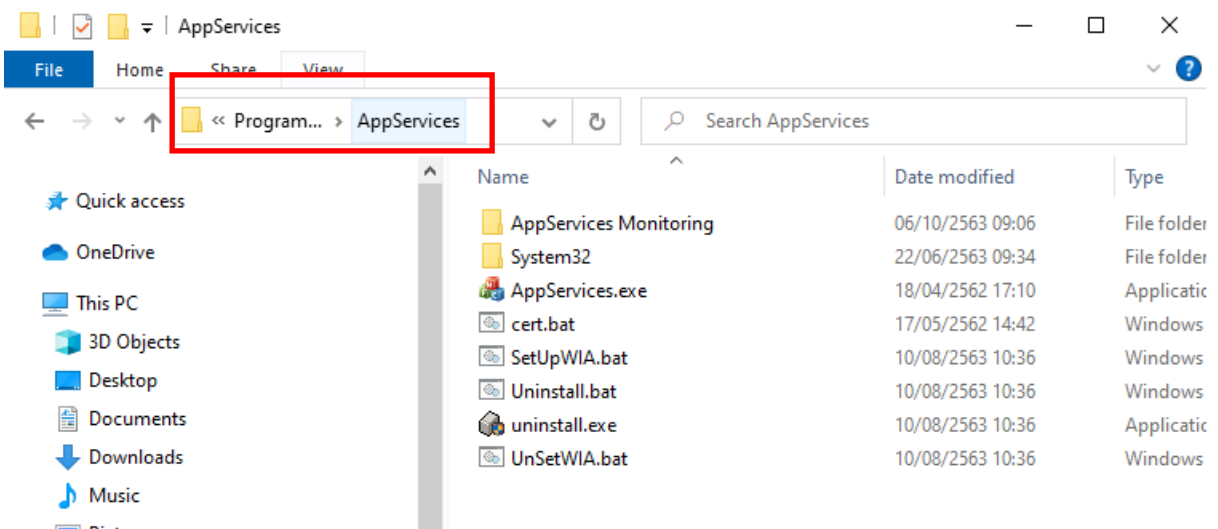 AppServices
File Home Share View
« Program... › AppServices
Search AppServices
Name Date modified Type
Quick access
OneDrive
This PC
3D Objects
Desktop
Documents
Downloads
Music
AppServices Monitoring 06/10/2563 09:06 File folder
System32 22/06/2563 09:34 File folder
AppServices.exe 18/04/2562 17:10 Applicatic
cert.bat 17/05/2562 14:42 Windows
SetUpWIA.bat 10/08/2563 10:36 Windows
Uninstall.bat 10/08/2563 10:36 Windows
uninstall.exe 10/08/2563 10:36 Applicatic
UnSetWIA.bat 10/08/2563 10:36 Windows